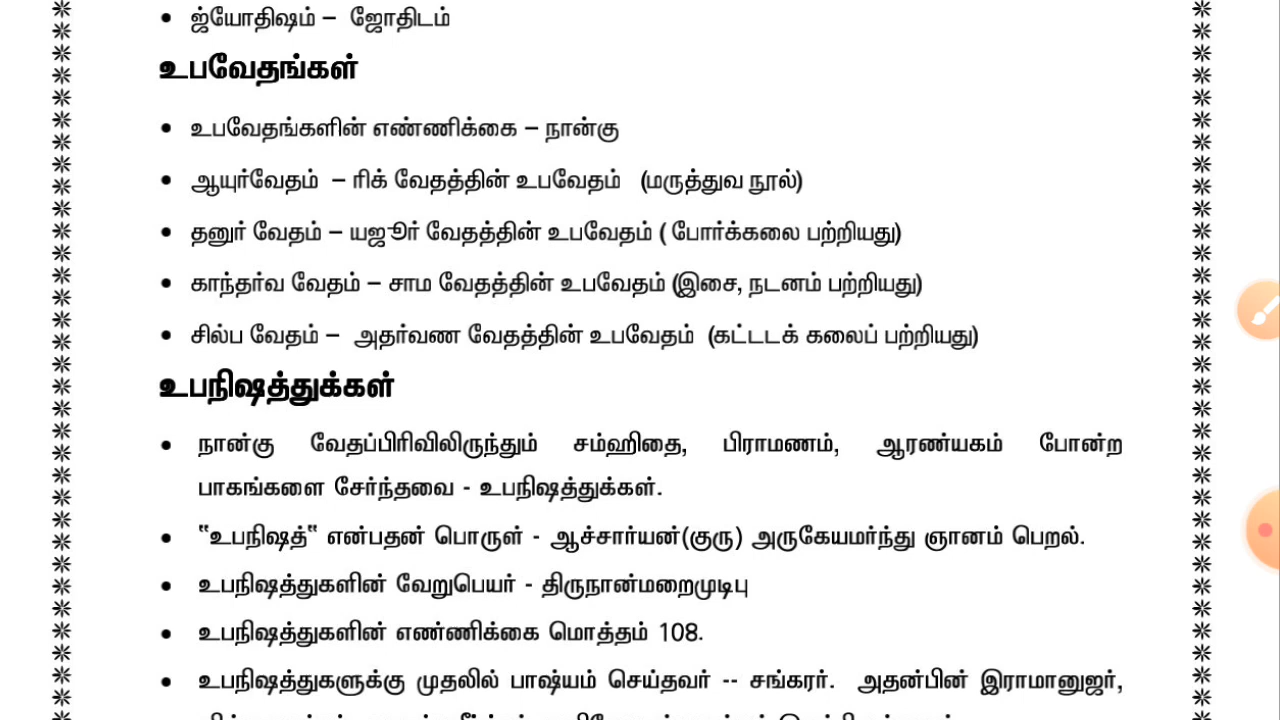 • ஜ்யோதிஷம் – ஜோதிடம்
உபவேதங்கள்
• உபவேதங்களின் எண்ணிக்கை – நான்கு
• ஆயுர்வேதம் – ரிக் வேதத்தின் உபவேதம் (மருத்துவ நூல்)
• தனுர் வேதம் – யஜூர் வேதத்தின் உபவேதம் ( போர்க்கலை பற்றியது)
• காந்தர்வ வேதம் – சாம வேதத்தின் உபவேதம் (இசை, நடனம் பற்றியது)
• சில்ப வேதம் – அதர்வண வேதத்தின் உபவேதம் (கட்டடக் கலைப் பற்றியது)
உபநிஷத்துக்கள்
• நான்கு வேதப்பிரிவிலிருந்தும் சம்ஹிதை, பிராமணம், ஆரண்யகம் போன்ற
பாகங்களை சேர்ந்தவை - உபநிஷத்துக்கள்.
• “உபநிஷத்“ என்பதன் பொருள் - ஆச்சார்யன்(குரு) அருகேயமர்ந்து ஞானம் பெறல்.
• உபநிஷத்துகளின் வேறுபெயர் - திருநான்மறைமுடிபு
• உபநிஷத்துகளின் எண்ணிக்கை மொத்தம் 108.
• உபநிஷத்துகளுக்கு முதலில் பாஷ்யம் செய்தவர் -- சங்கரர். அதன்பின் இராமானுஜர்,